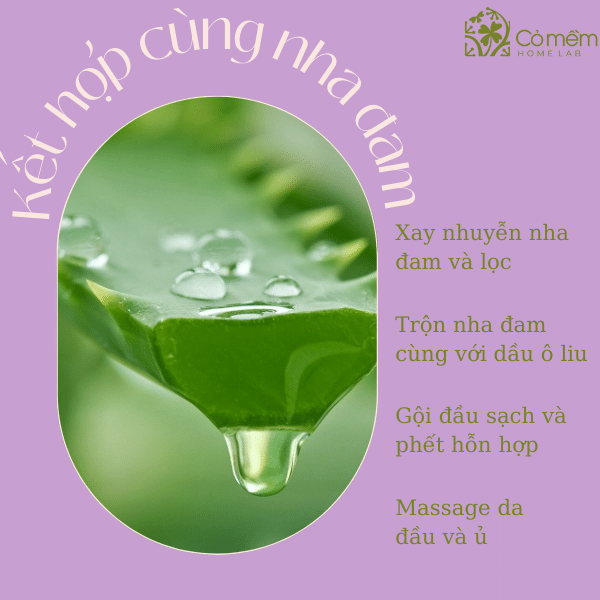 kết hợp cùng nha đam
Cỏ mềm
HOME LAB
Xay nhuyễn nha
đam và lọc
Trộn nha đam
cùng với dầu ô liu
Gội đầu sạch và
phết hỗn hợp
Massage da
đầu và ủ